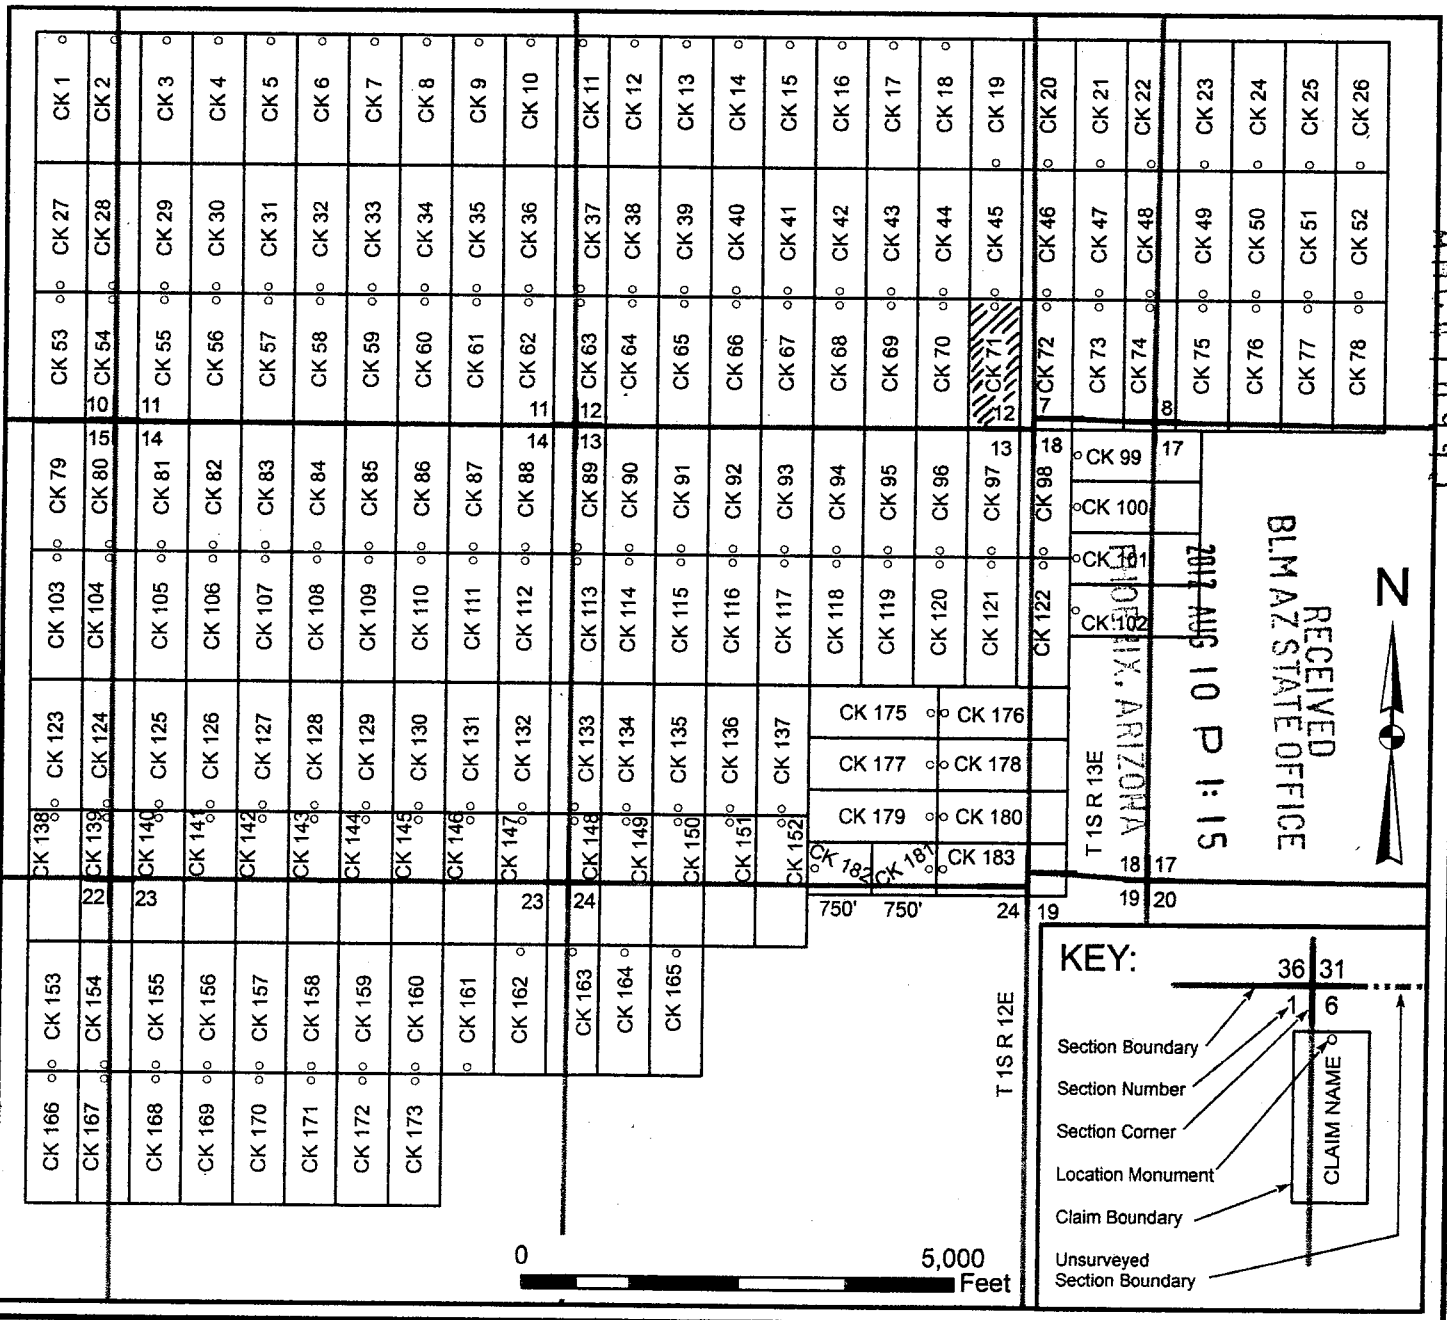 CK 1 CK 2 CK 3 CK 4 CK 5 CK 6 CK 7 CK 8 CK 9 CK 10 CK 11 CK 12 CK 13 CK 14 CK 15 CK 16 CK 17 CK 18 CK 19 CK 20 CK 21 CK 22 CK 23 CK 24 CK 25 CK 26
CK 27 CK 28 CK 29 CK 30 CK 31 CK 32 CK 33 CK 34 CK 35 CK 36 CK 37 CK 38 CK 39 CK 40 CK 41 CK 42 CK 43 CK 44 CK 45 CK 46 CK 47 CK 48 CK 49 CK 50 CK 51 CK 52
CK 53 CK 54 CK 55 CK 56 CK 57 CK 58 CK 59 CK 60 CK 61 CK 62 CK 63 CK 64 CK 65 CK 66 CK 67 CK 68 CK 69 CK 70 CK 71 CK 72 CK 73 CK 74 CK 75 CK 76 CK 77 CK 78
10 11 11 12 12 7 8
15 14 14 13 13 18 17
CK 79 CK 80 CK 81 CK 82 CK 83 CK 84 CK 85 CK 86 CK 87 CK 88 CK 89 CK 90 CK 91 CK 92 CK 93 CK 94 CK 95 CK 96 CK 97 CK 98
CK 99
CK 100
CK 101
CK 102
CK 103 CK 104 CK 105 CK 106 CK 107 CK 108 CK 109 CK 110 CK 111 CK 112 CK 113 CK 114 CK 115 CK 116 CK 117 CK 118 CK 119 CK 120 CK 121 CK 122
CK 123 CK 124 CK 125 CK 126 CK 127 CK 128 CK 129 CK 130 CK 131 CK 132 CK 133 CK 134 CK 135 CK 136 CK 137
CK 175 CK 176
CK 177 CK 178
CK 179 CK 180
CK 182 CK 181 CK 183
CK 138 CK 139 CK 140 CK 141 CK 142 CK 143 CK 144 CK 145 CK 146 CK 147 CK 148 CK 149 CK 150 CK 151 CK 152
18 17
22 23 23 24 24 19 19 20
750' 750'
CK 153 CK 154 CK 155 CK 156 CK 157 CK 158 CK 159 CK 160 CK 161 CK 162 CK 163 CK 164 CK 165
CK 166 CK 167 CK 168 CK 169 CK 170 CK 171 CK 172 CK 173
T 1S R 12E
T 1S R 13E
RECEIVED
BLM AZ STATE OFFICE
2012 AUG 10 P 1:15
ARIZONA
N
0 5,000
Feet
KEY:
36 31
1 6
Section Boundary
Section Number
Section Corner
Location Monument
Claim Boundary
Unsurveyed
Section Boundary
CLAIM NAME